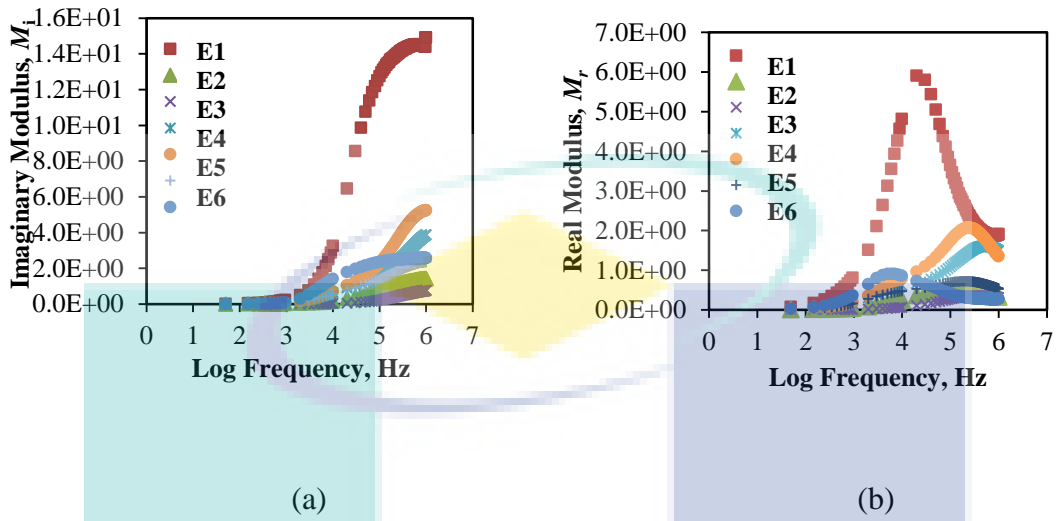 Imaginary Modulus, M
1.6E+01
1.4E+01
1.2E+01
1.0E+01
8.0E+00
6.0E+00
4.0E+00
2.0E+00
0.0E+00
E1
E2
E3
E4
E5
E6
0 1 2 3 4 5 6 7
Log Frequency, Hz
(a)
Real Modulus, Mr
7.0E+00
6.0E+00
5.0E+00
4.0E+00
3.0E+00
2.0E+00
1.0E+00
0.0E+00
E1
E2
E3
E4
E5
E6
0 1 2 3 4 5 6 7
Log Frequency, Hz
(b)